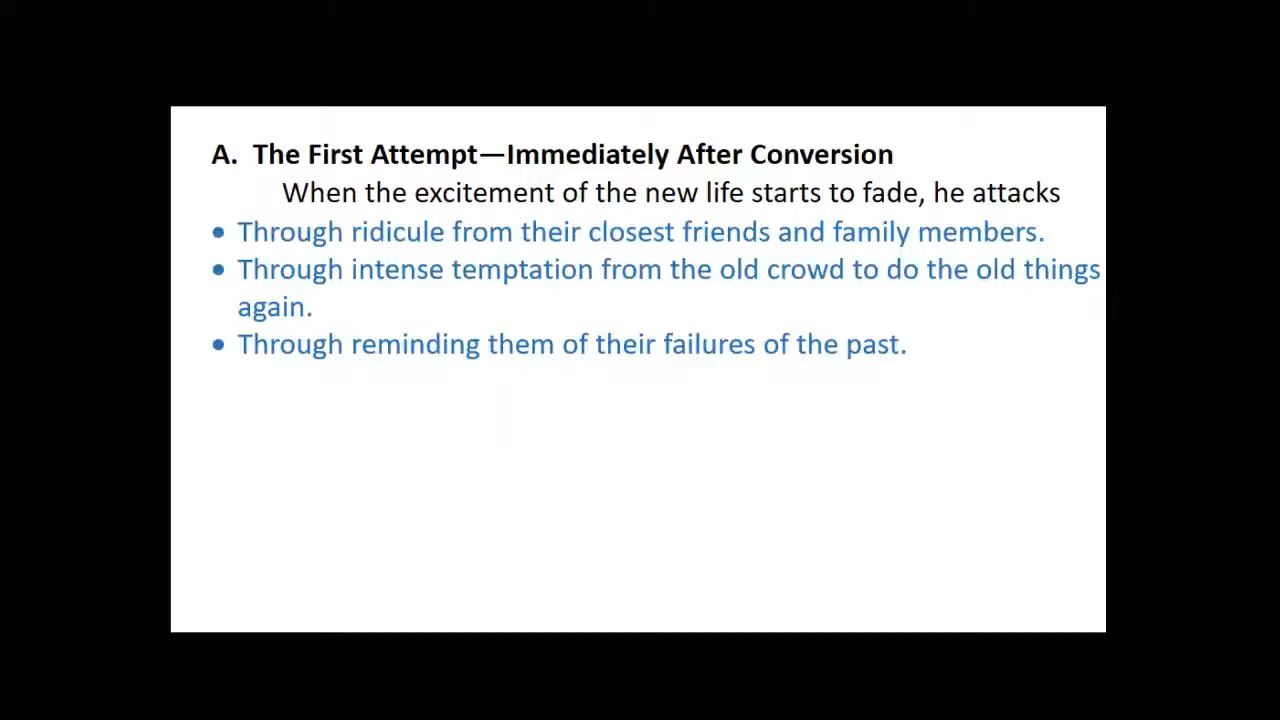 A. The First Attempt—Immediately After Conversion
When the excitement of the new life starts to fade, he attacks
• Through ridicule from their closest friends and family members.
• Through intense temptation from the old crowd to do the old things
again.
• Through reminding them of their failures of the past.